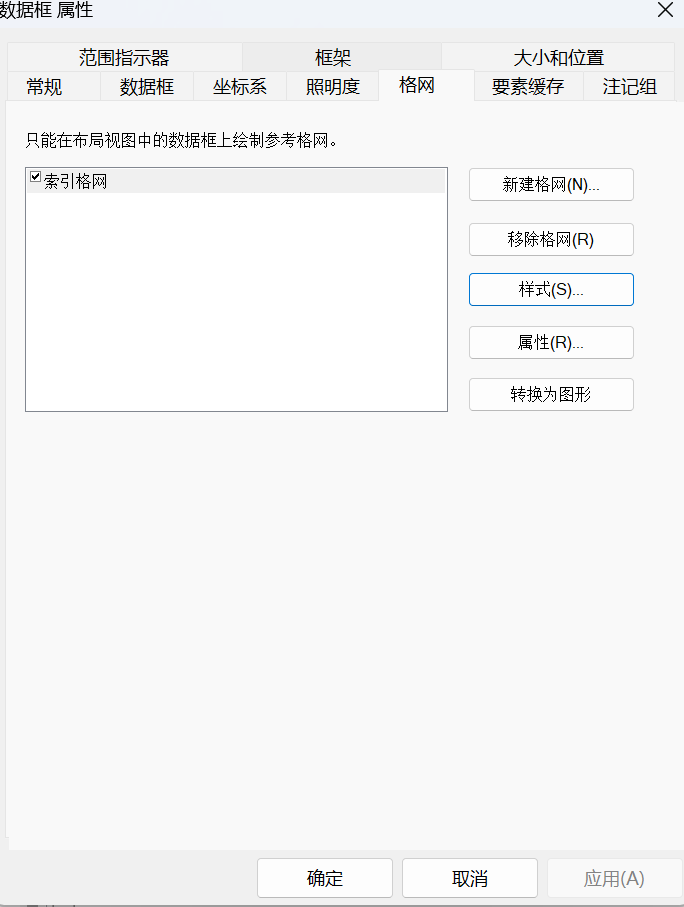 数据框 属性
范围指示器 框架 大小和位置
常规 数据框 坐标系 照明度 格网 要素缓存 注记组
只能在布局视图中的数据框上绘制参考格网。
索引格网
新建格网(N)...
移除格网(R)
样式(S)...
属性(R)...
转换为图形
确定 取消 应用(A)